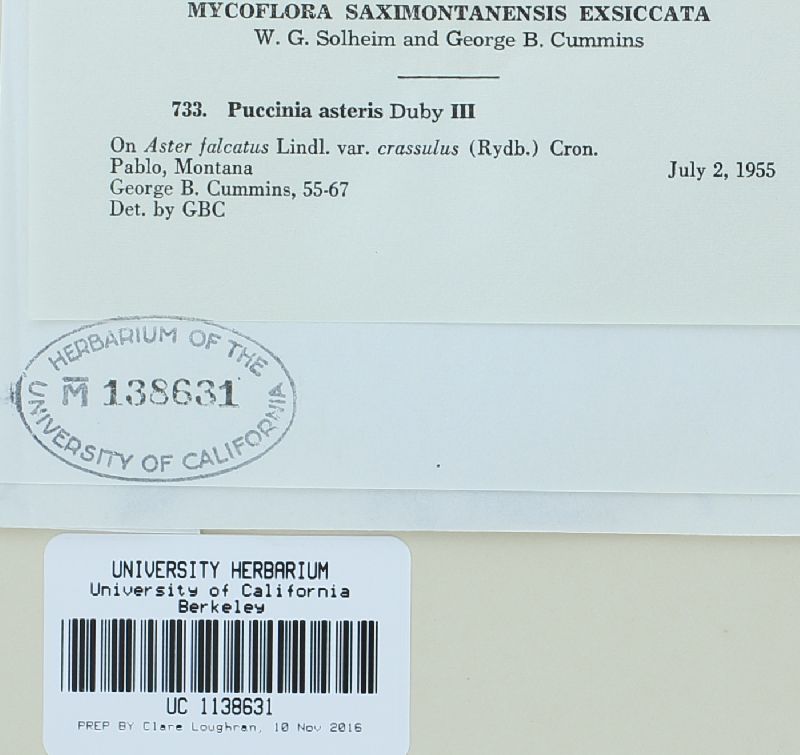 MYCOFLORA SAXIMONTANENSIS EXSICCATA
W. G. Solheim and George B. Cummins
733. Puccinia asteris Duby III
On Aster falcatus Lindl. var. crassulus (Rydb.) Cron.
Pablo, Montana July 2, 1955
George B. Cummins, 55-67
Det. by GBC
HERBARIUM OF THE
M̅ 138631
UNIVERSITY OF CALIFORNIA
UNIVERSITY HERBARIUM
University of California
Berkeley
UC 1138631
PREP BY Clare Loughran, 10 Nov 2016